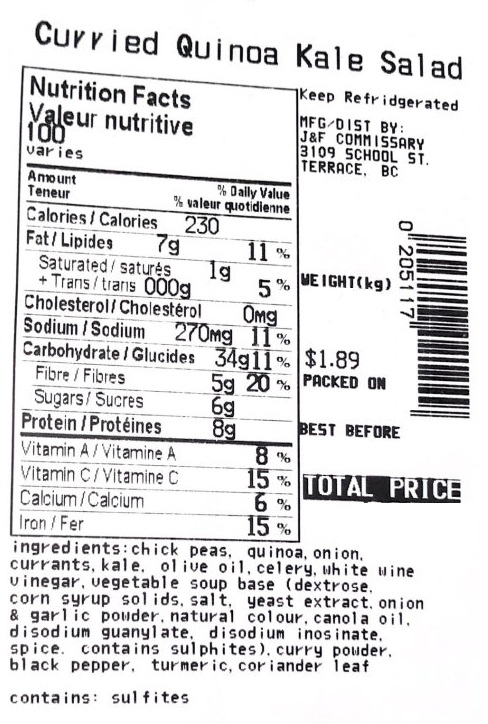 Curried Quinoa Kale Salad
Nutrition Facts
Valeur nutritive
100
varies
Amount
Teneur
% Daily Value
% valeur quotidienne
Calories / Calories 230
Fat / Lipides 7g 11 %
Saturated / saturés 1g
+ Trans / trans 000g 5 %
Cholesterol / Cholestérol 0mg
Sodium / Sodium 270mg 11 %
Carbohydrate / Glucides 34g 11 %
Fibre / Fibres 5g 20 %
Sugars / Sucres 6g
Protein / Protéines 8g
Vitamin A / Vitamine A 8 %
Vitamin C / Vitamine C 15 %
Calcium / Calcium 6 %
Iron / Fer 15 %
Keep Refridgerated
MFG/DIST BY:
J&F COMMISSARY
3109 SCHOOL ST.
TERRACE, BC
0 205117
WEIGHT(kg)
$1.89
PACKED ON
BEST BEFORE
TOTAL PRICE
ingredients: chick peas, quinoa, onion,
currants, kale, olive oil, celery, white wine
vinegar, vegetable soup base (dextrose,
corn syrup solids, salt, yeast extract, onion
& garlic powder, natural colour, canola oil,
disodium guanylate, disodium inosinate,
spice. contains sulphites), curry powder,
black pepper, turmeric, coriander leaf
contains: sulfites